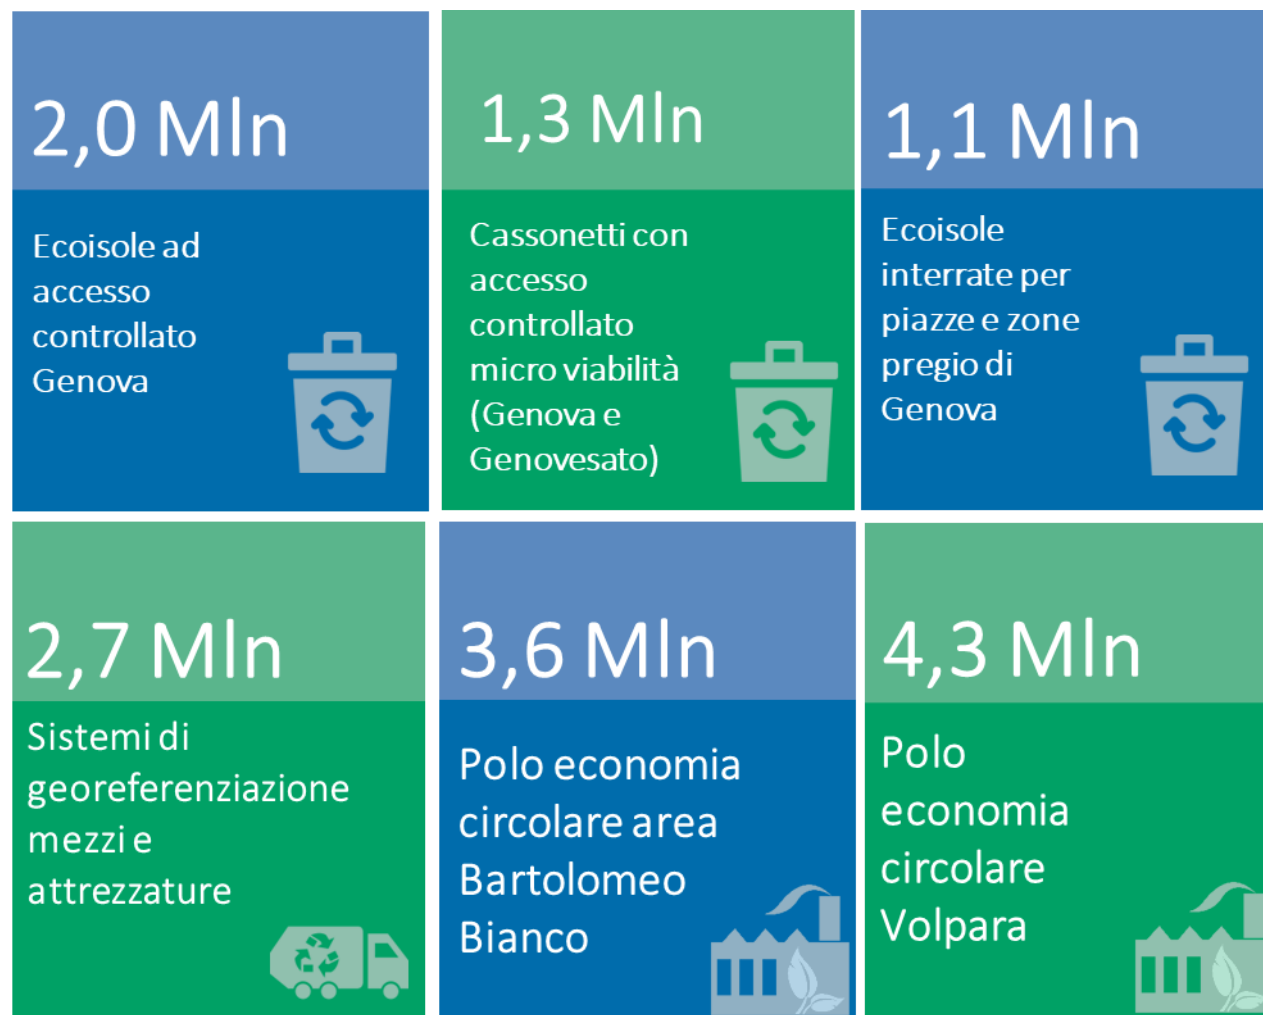 2,0 Mln
Ecoisole ad
accesso
controllato
Genova
1,3 Mln
Cassonetti con
accesso
controllato
micro viabilità
(Genova e
Genovesato)
1,1 Mln
Ecoisole
interrate per
piazze e zone
pregio di
Genova
2,7 Mln
Sistemi di
georeferenziazione
mezzi e
attrezzature
3,6 Mln
Polo economia
circolare area
Bartolomeo
Bianco
4,3 Mln
Polo
economia
circolare
Volpara